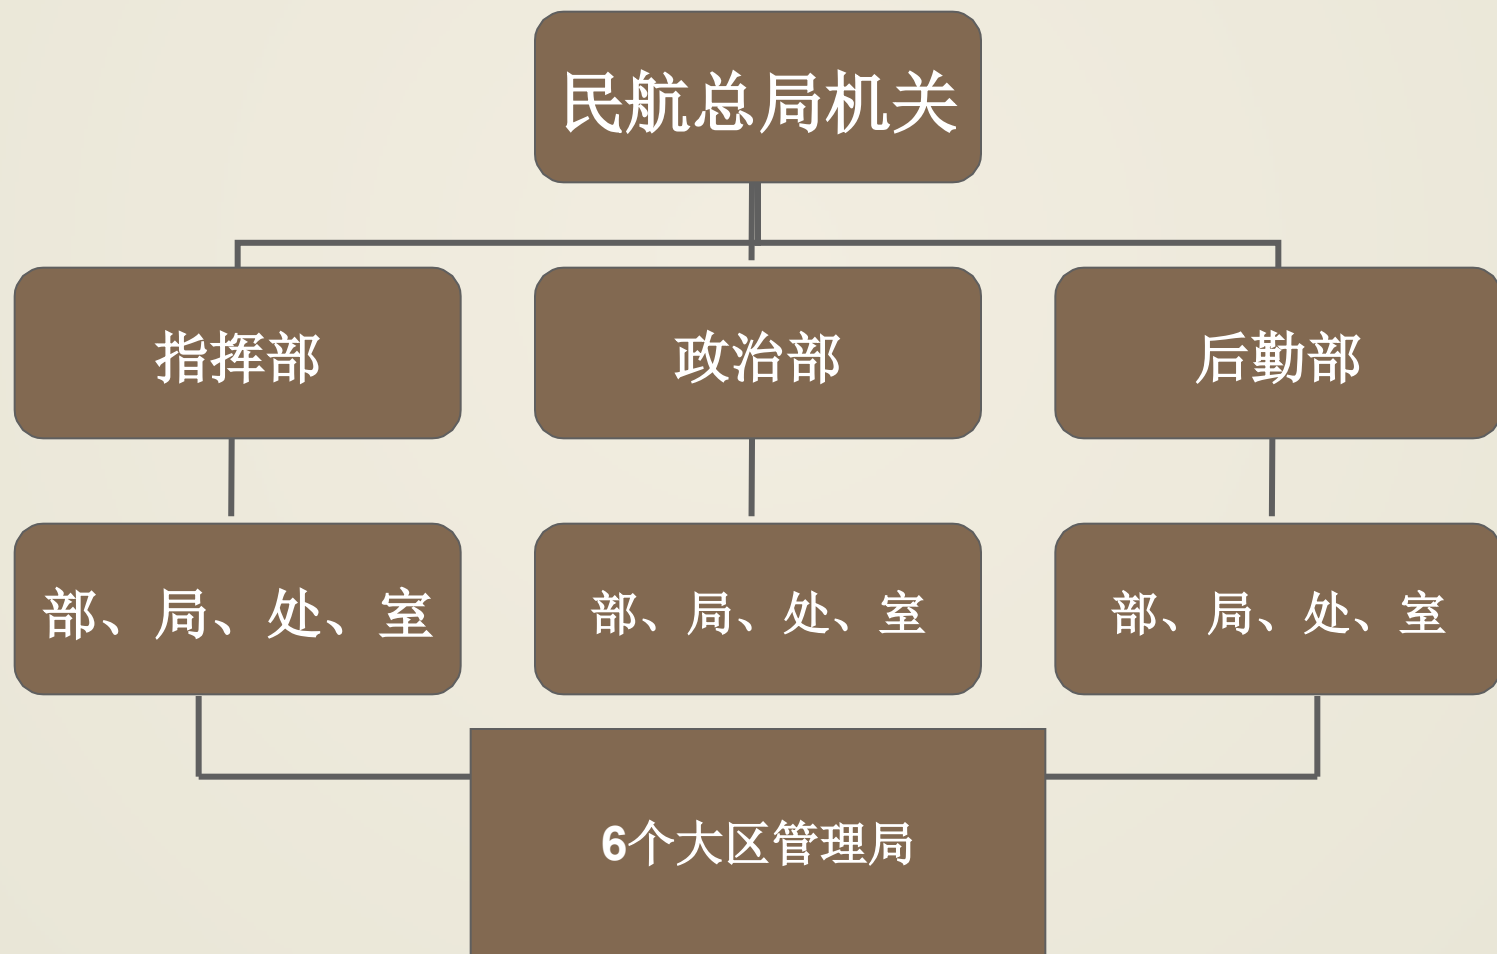 民航总局机关
指挥部
政治部
后勤部
部、局、处、室
部、局、处、室
部、局、处、室
6个大区管理局